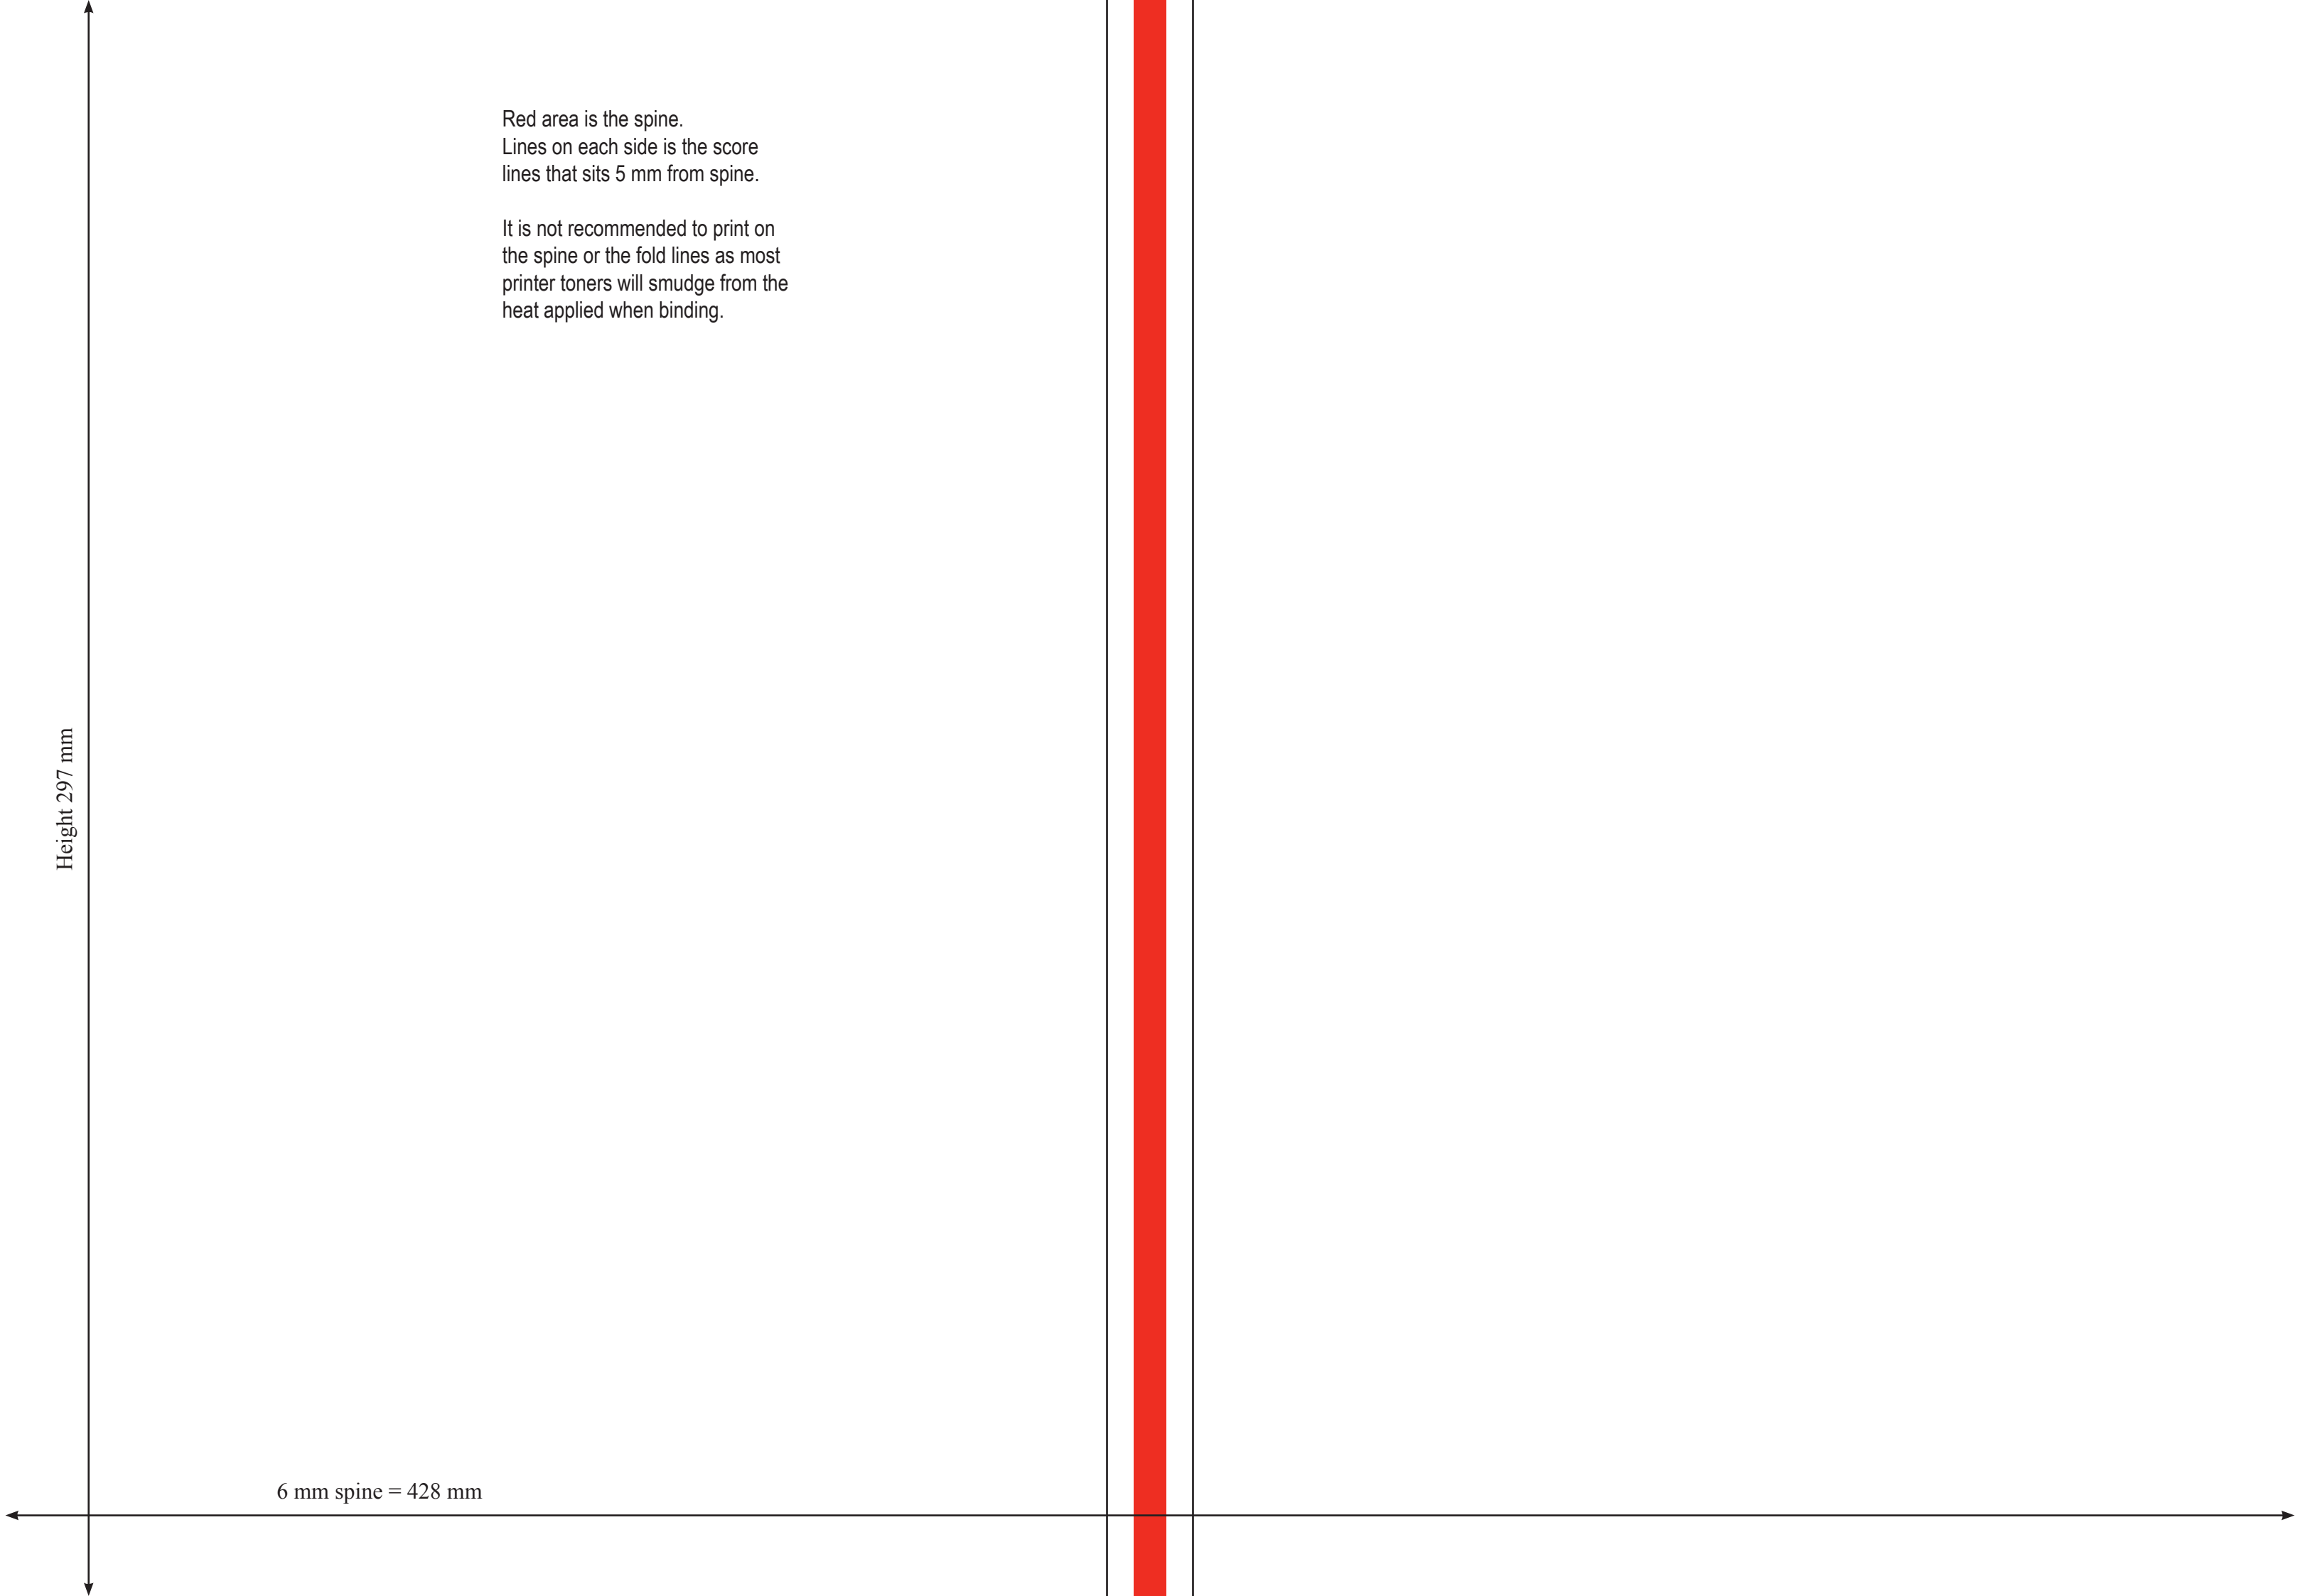 Red area is the spine.
Lines on each side is the score
lines that sits 5 mm from spine.
It is not recommended to print on
the spine or the fold lines as most
printer toners will smudge from the
heat applied when binding.
Height 297 mm
6 mm spine = 428 mm